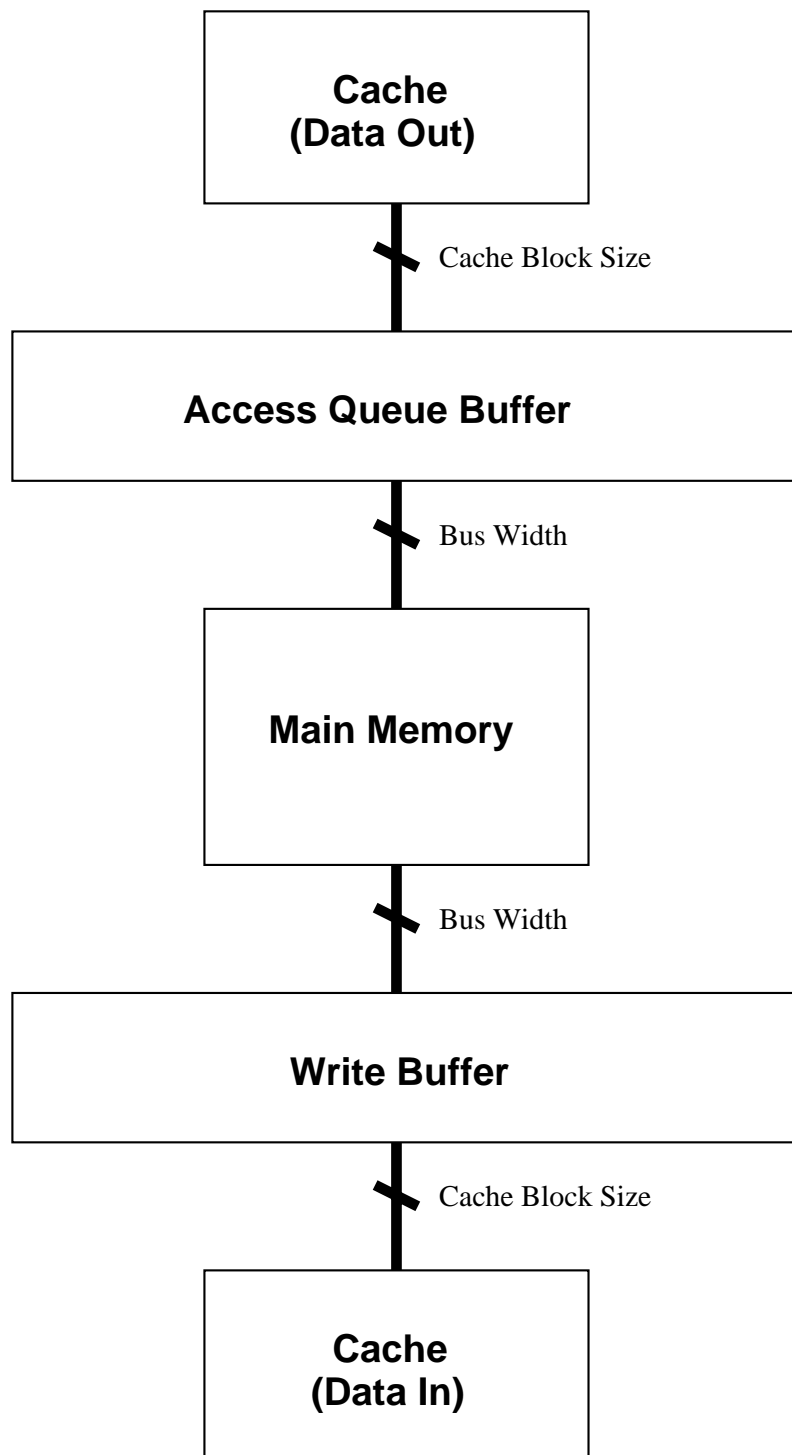 Cache
(Data Out)
Cache Block Size
Access Queue Buffer
Bus Width
Main Memory
Bus Width
Write Buffer
Cache Block Size
Cache
(Data In)